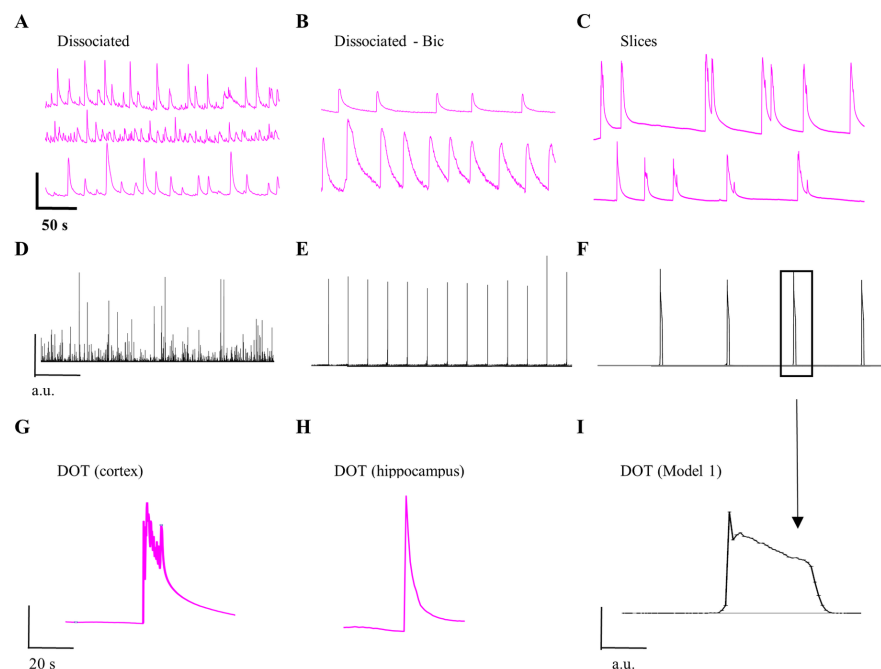 A
Dissociated
B
Dissociated - Bic
C
Slices
50 s
D
E
F
a.u.
G
DOT (cortex)
H
DOT (hippocampus)
I
DOT (Model 1)
20 s
a.u.